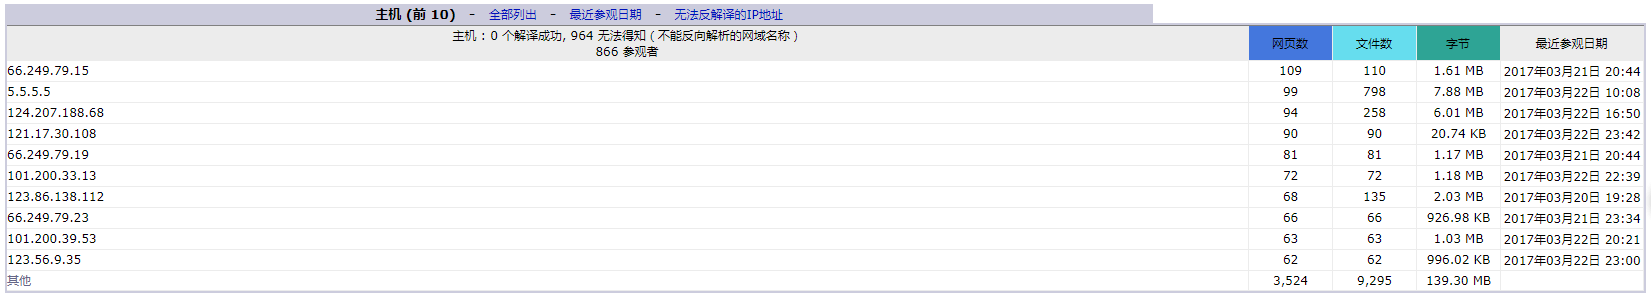 主机 (前 10) - 全部列出 - 最近参观日期 - 无法反解译的IP地址
主机 : 0 个解译成功, 964 无法得知 ( 不能反向解析的网域名称 )
866 参观者
网页数 文件数 字节 最近参观日期
66.249.79.15 109 110 1.61 MB 2017年03月21日 20:44
5.5.5.5 99 798 7.88 MB 2017年03月22日 10:08
124.207.188.68 94 258 6.01 MB 2017年03月22日 16:50
121.17.30.108 90 90 20.74 KB 2017年03月22日 23:42
66.249.79.19 81 81 1.17 MB 2017年03月21日 20:44
101.200.33.13 72 72 1.18 MB 2017年03月22日 22:39
123.86.138.112 68 135 2.03 MB 2017年03月20日 19:28
66.249.79.23 66 66 926.98 KB 2017年03月21日 23:34
101.200.39.53 63 63 1.03 MB 2017年03月22日 20:21
123.56.9.35 62 62 996.02 KB 2017年03月22日 23:00
其他 3,524 9,295 139.30 MB